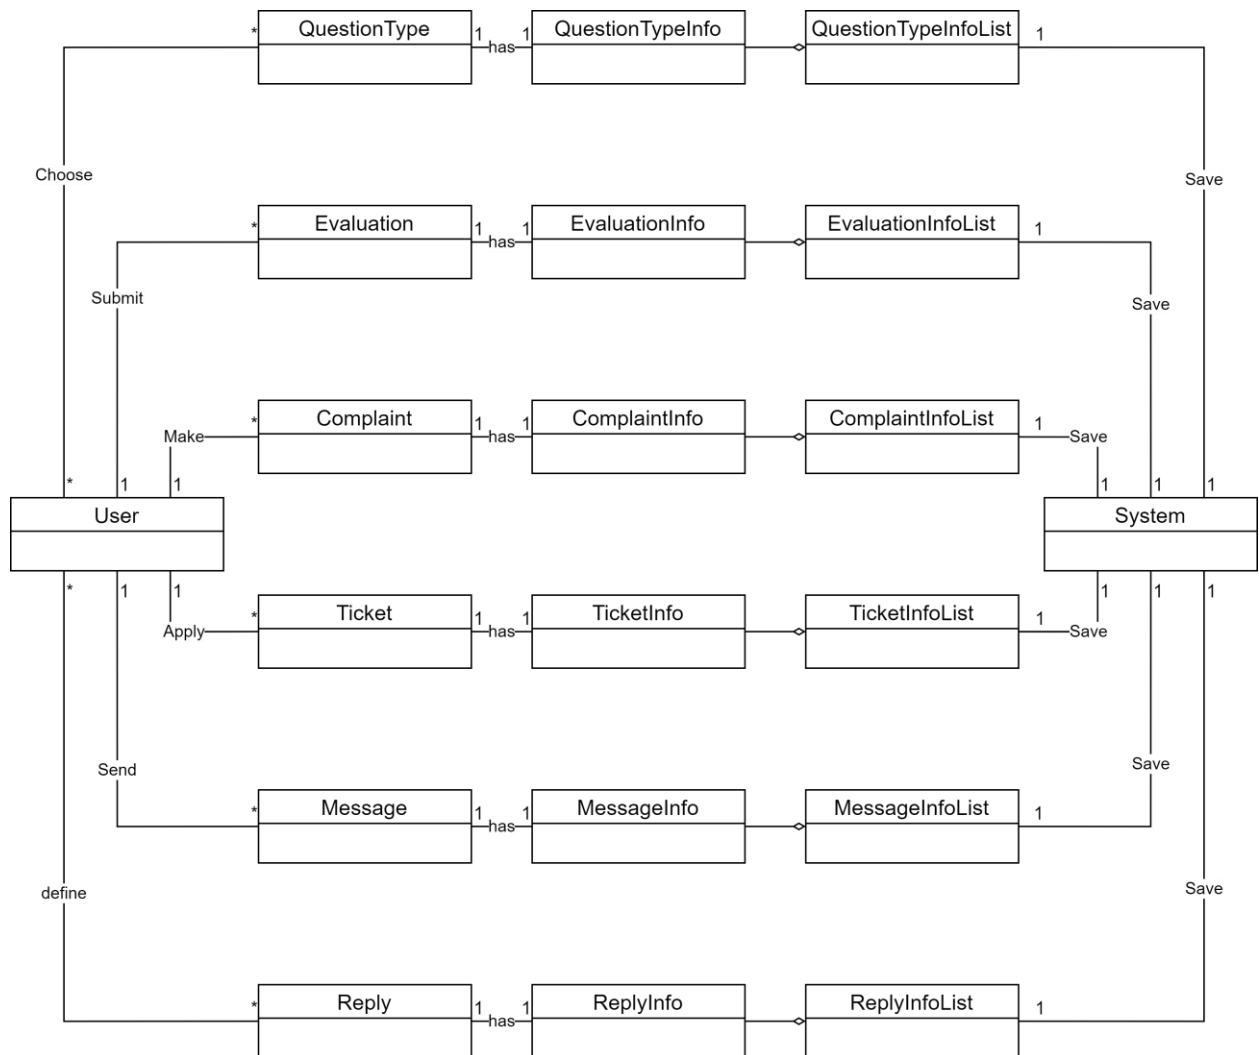 QuestionType
QuestionTypeInfo
QuestionTypeInfoList
* 1 has 1 1
Choose
Save
Evaluation
EvaluationInfo
EvaluationInfoList
* 1 has 1 1
Submit
Save
Complaint
ComplaintInfo
ComplaintInfoList
* 1 has 1 1
Make
Save
* 1 1
1 1 1
User
System
* 1 1
1 1 1
Ticket
TicketInfo
TicketInfoList
* 1 has 1 1
Apply
Save
Send
Save
Message
MessageInfo
MessageInfoList
* 1 has 1 1
define
Save
Reply
ReplyInfo
ReplyInfoList
* 1 has 1 1